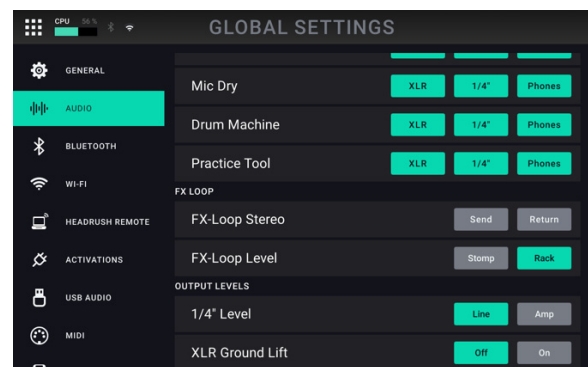 CPU 56 %
GLOBAL SETTINGS
GENERAL
AUDIO
BLUETOOTH
WI-FI
HEADRUSH REMOTE
ACTIVATIONS
USB AUDIO
MIDI
Mic Dry XLR 1/4" Phones
Drum Machine XLR 1/4" Phones
Practice Tool XLR 1/4" Phones
FX LOOP
FX-Loop Stereo Send Return
FX-Loop Level Stomp Rack
OUTPUT LEVELS
1/4" Level Line Amp
XLR Ground Lift Off On